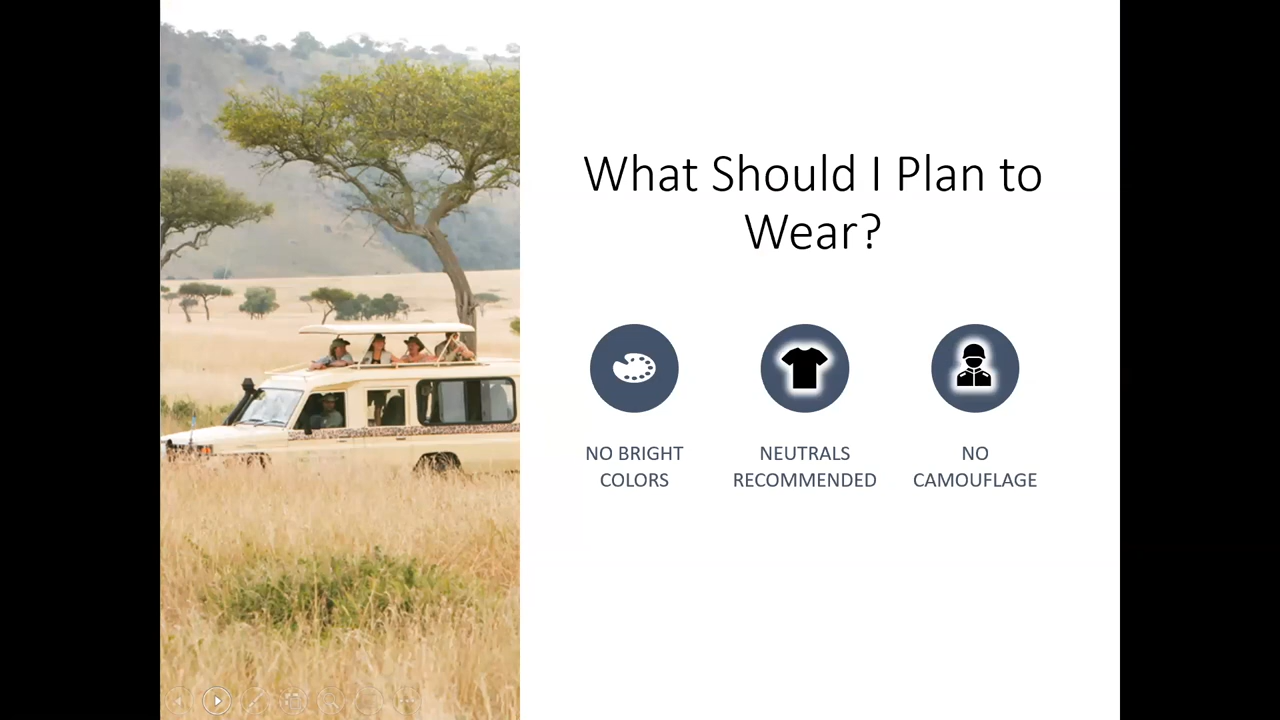 What Should I Plan to
Wear?
NO BRIGHT
COLORS
NEUTRALS
RECOMMENDED
NO
CAMOUFLAGE